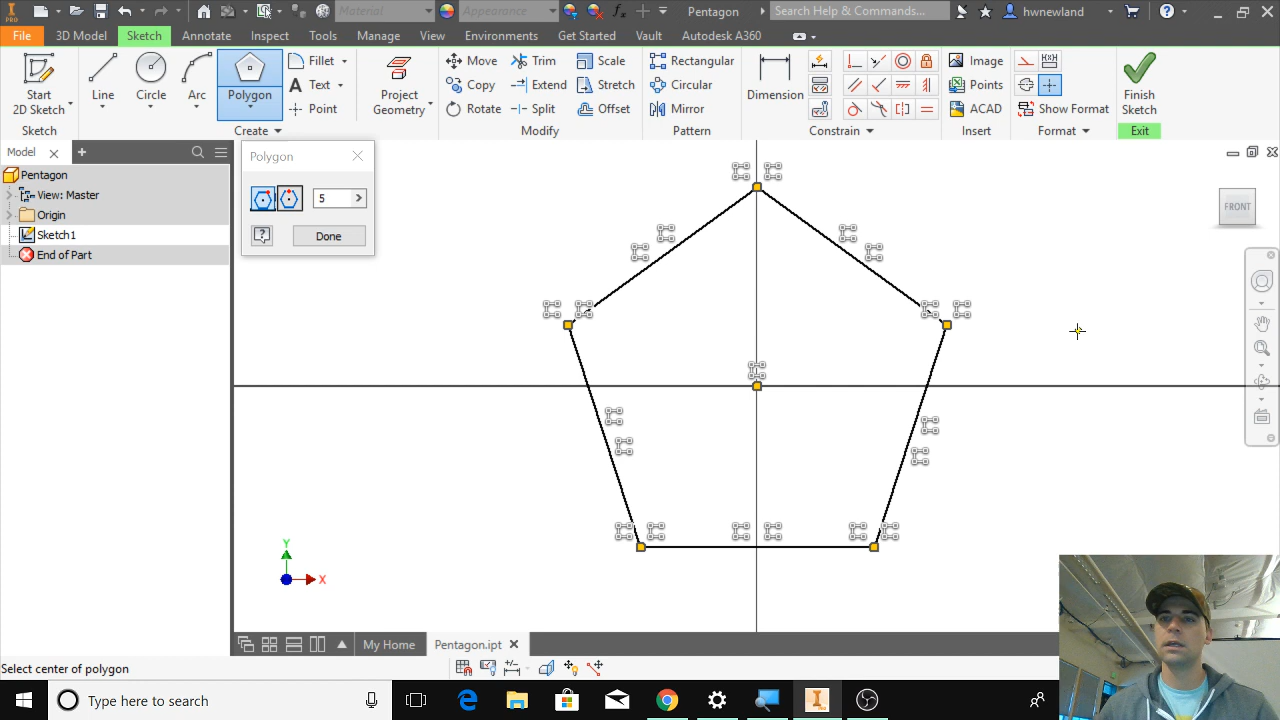 PRO
Material
Appearance
Pentagon
Search Help & Commands...
hwnewland
File
3D Model
Sketch
Annotate
Inspect
Tools
Manage
View
Environments
Get Started
Vault
Autodesk A360
Start
2D Sketch
Line
Circle
Arc
Polygon
Fillet
Text
Point
Project
Geometry
Move
Copy
Rotate
Trim
Extend
Split
Scale
Stretch
Offset
Rectangular
Circular
Mirror
Dimension
Image
Points
ACAD
Show Format
Finish
Sketch
Sketch
Create
Modify
Pattern
Constrain
Insert
Format
Exit
Model
Pentagon
View: Master
Origin
Sketch1
End of Part
Polygon
5
Done
FRONT
Y
X
My Home
Pentagon.ipt
Select center of polygon
Type here to search